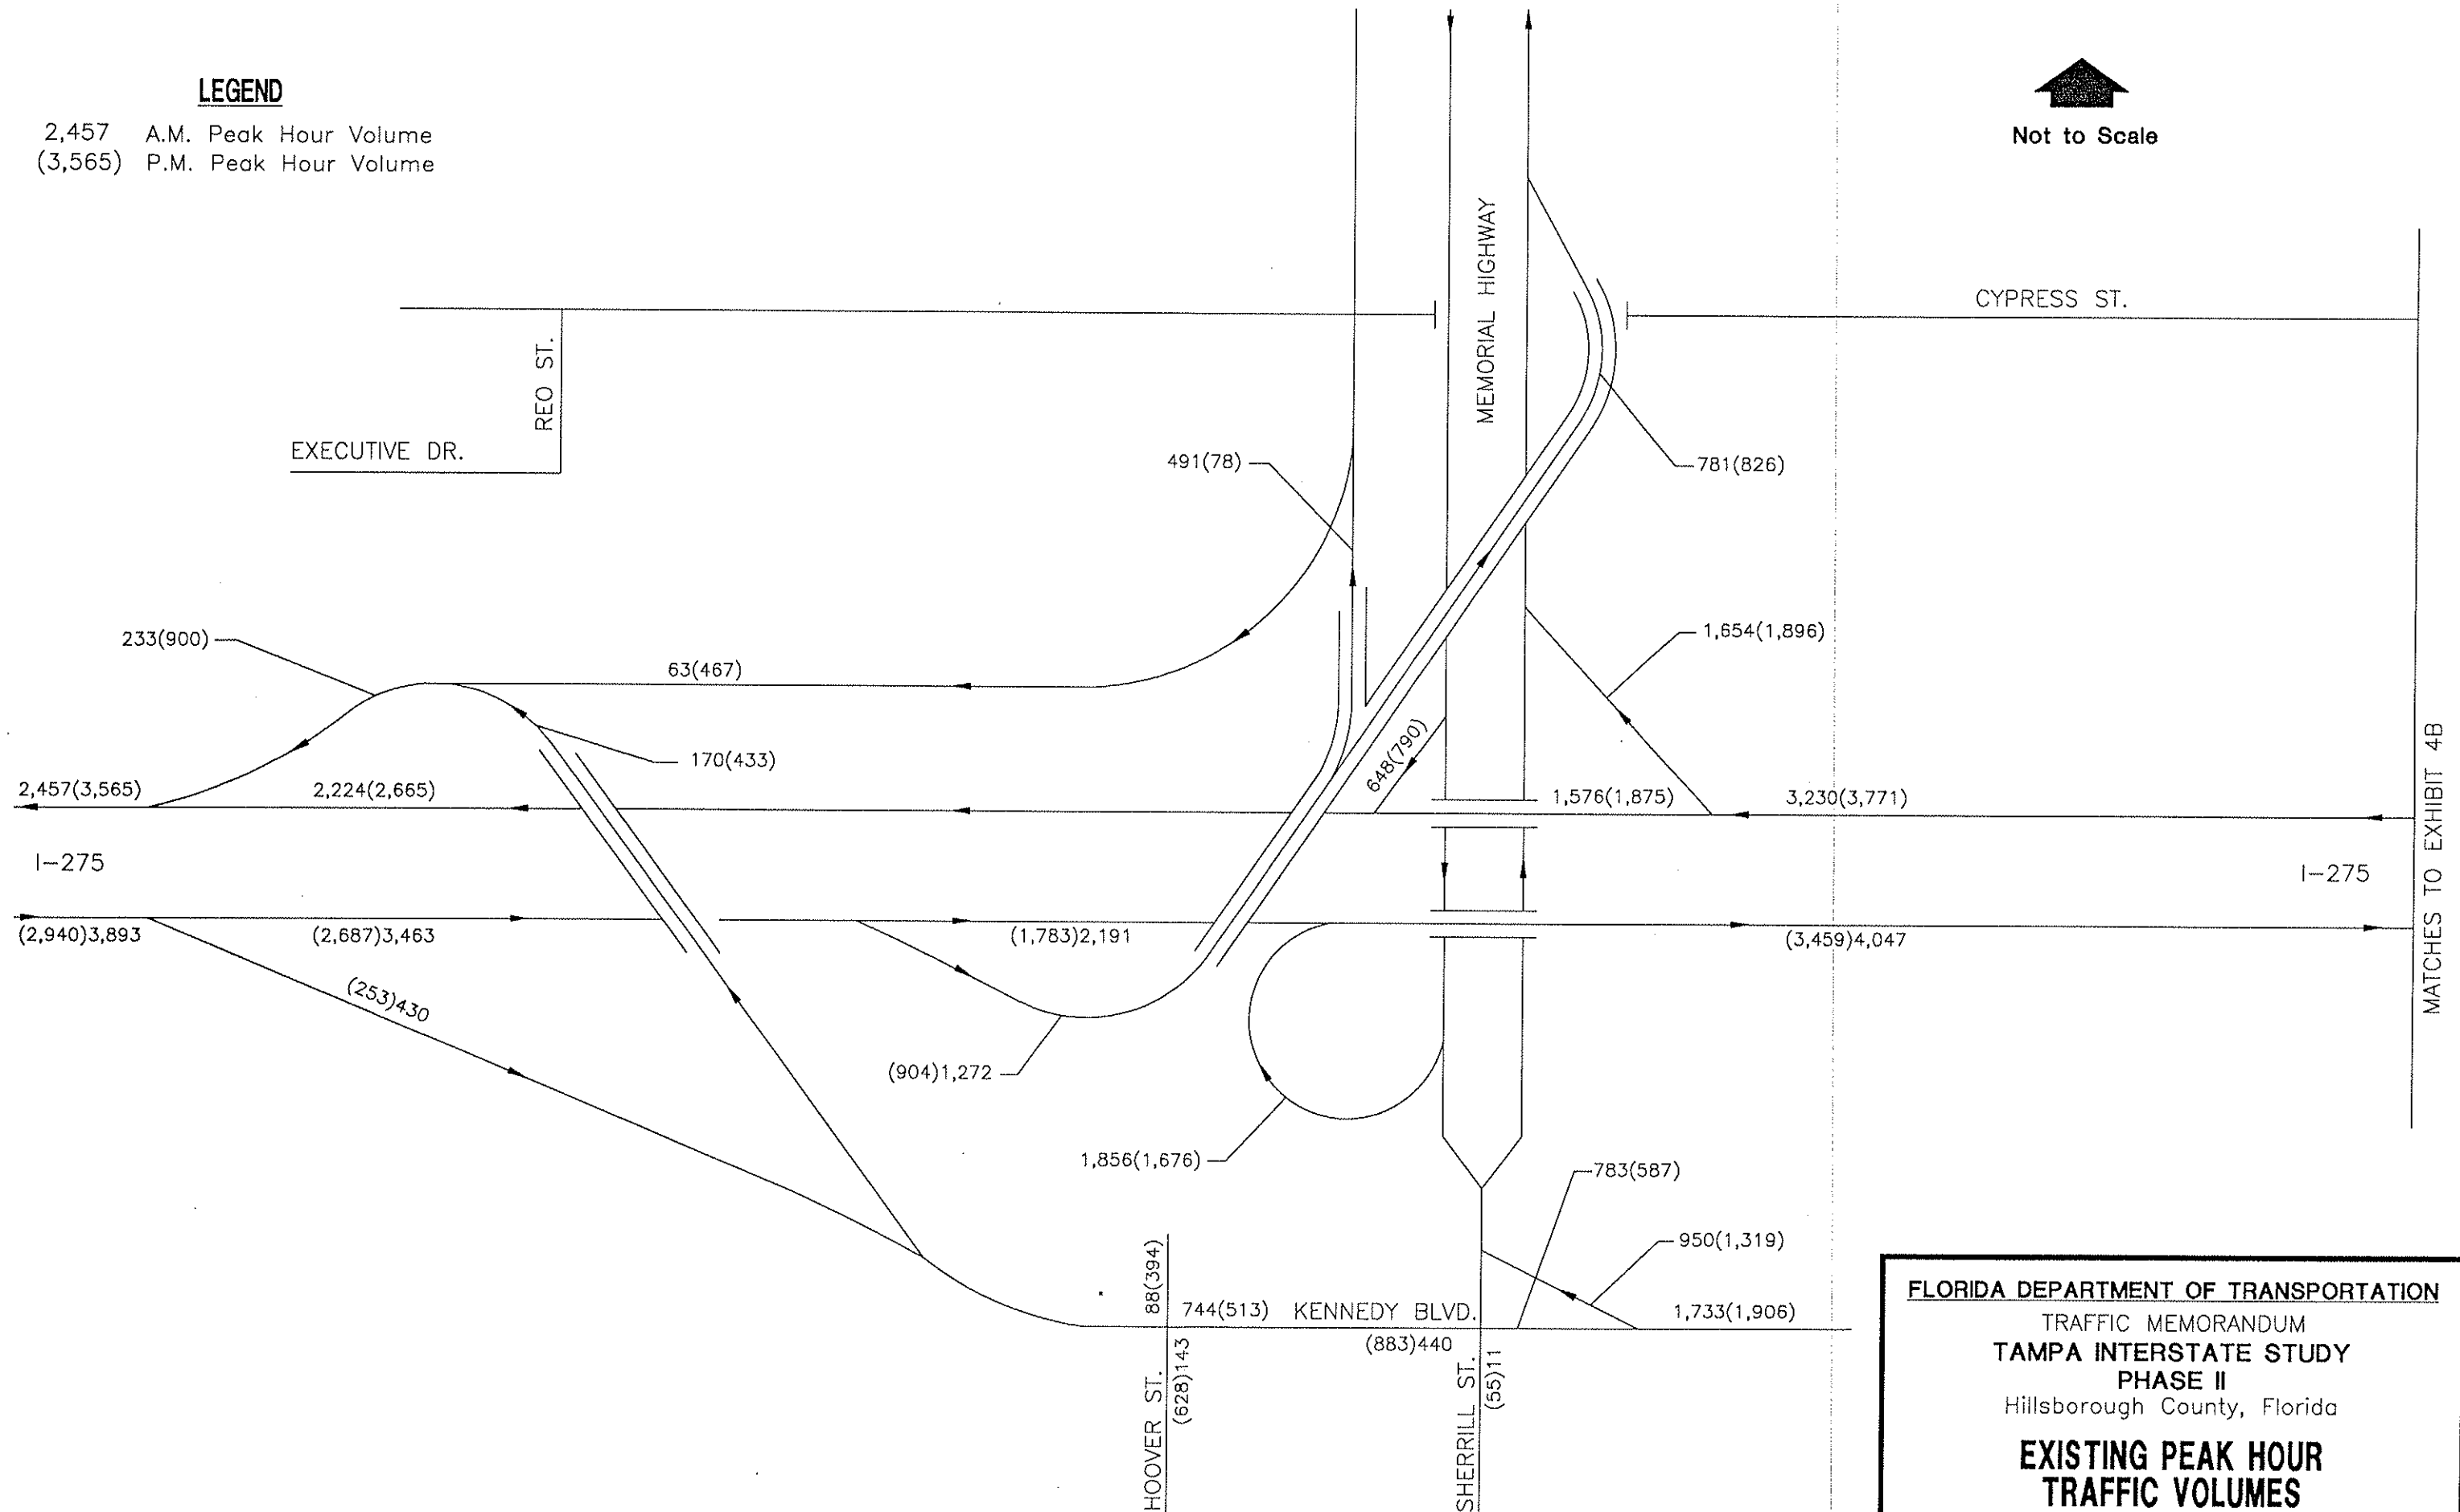 LEGEND
2,457 A.M. Peak Hour Volume
(3,565) P.M. Peak Hour Volume
Not to Scale
MEMORIAL HIGHWAY
CYPRESS ST.
REO ST.
EXECUTIVE DR.
491(78)
781(826)
233(900)
63(467)
1,654(1,896)
170(433)
648(790)
2,457(3,565)
2,224(2,665)
1,576(1,875)
3,230(3,771)
I-275
I-275
MATCHES TO EXHIBIT 4B
(2,940)3,893
(2,687)3,463
(1,783)2,191
(3,459)4,047
(253)430
(904)1,272
1,856(1,676)
783(587)
950(1,319)
88(394)
744(513)
KENNEDY BLVD.
1,733(1,906)
(883)440
HOOVER ST.
(628)143
SHERRILL ST.
(55)11
FLORIDA DEPARTMENT OF TRANSPORTATION
TRAFFIC MEMORANDUM
TAMPA INTERSTATE STUDY
PHASE II
Hillsborough County, Florida
EXISTING PEAK HOUR
TRAFFIC VOLUMES